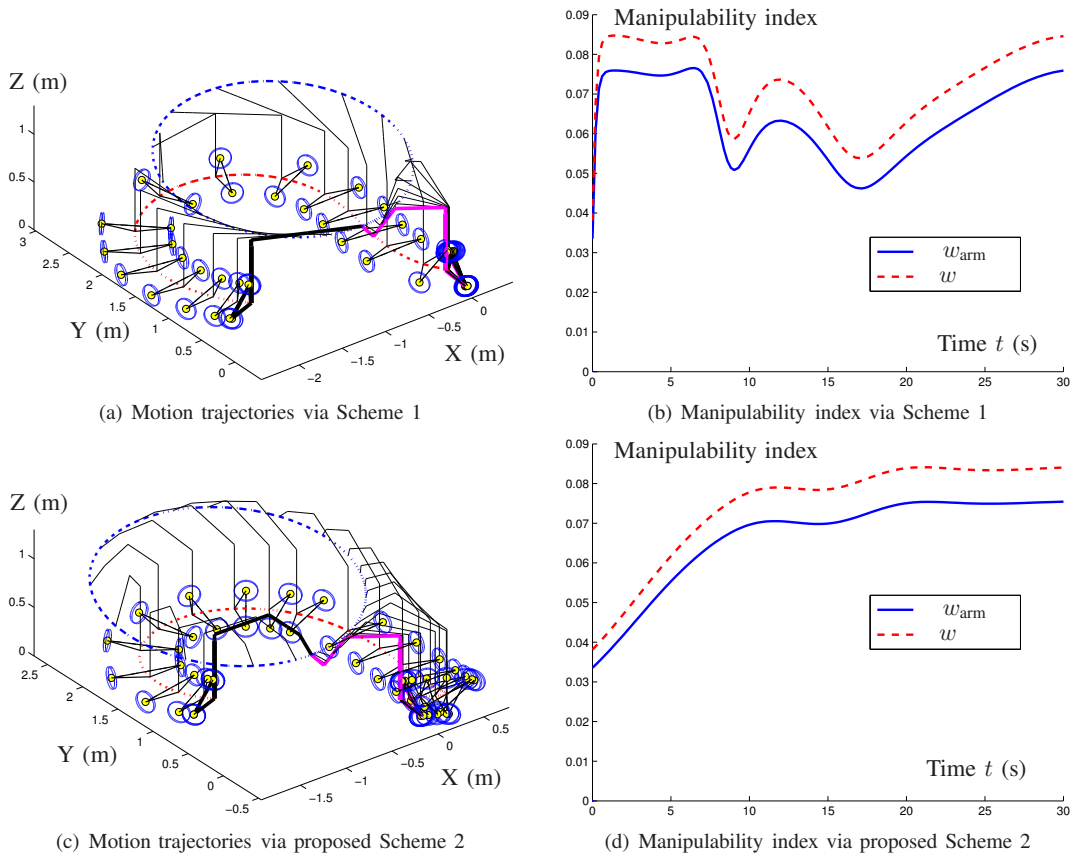 Z (m)
1
0.5
0
3
2.5
2
1.5
1
0.5
0
Y (m)
−2
−1.5
−1
−0.5
0
X (m)
(a) Motion trajectories via Scheme 1
Manipulability index
0.09
0.08
0.07
0.06
0.05
0.04
0.03
0.02
0.01
0
0 5 10 15 20 25 30
w_arm
w
Time t (s)
(b) Manipulability index via Scheme 1
Z (m)
1
0.5
0
2.5
2
1.5
1
0.5
0
−0.5
Y (m)
−1.5
−1
−0.5
0
0.5
X (m)
(c) Motion trajectories via proposed Scheme 2
Manipulability index
0.09
0.08
0.07
0.06
0.05
0.04
0.03
0.02
0.01
0
0 5 10 15 20 25 30
w_arm
w
Time t (s)
(d) Manipulability index via proposed Scheme 2